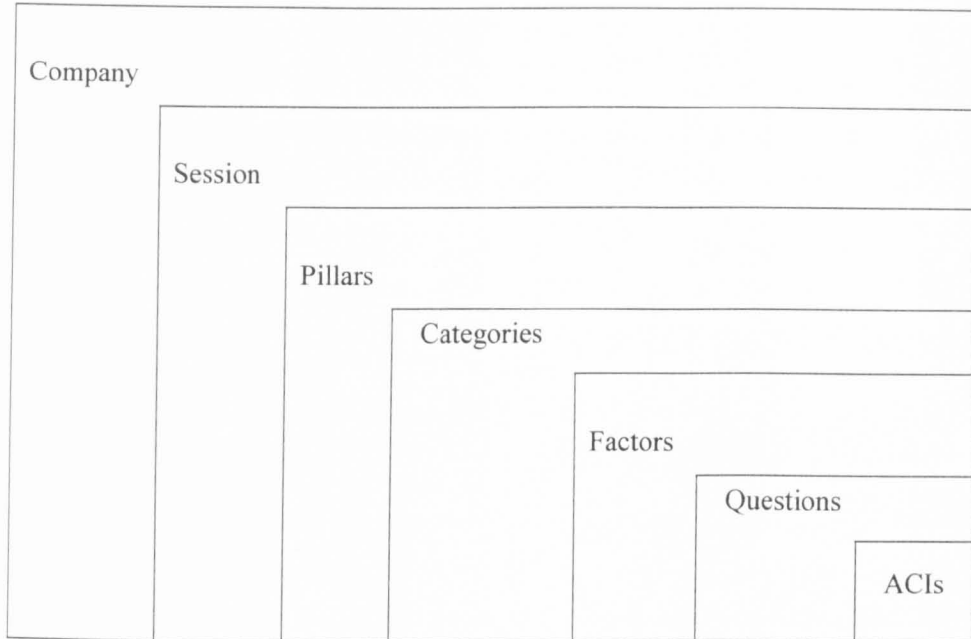 Company
Session
Pillars
Categories
Factors
Questions
ACIs